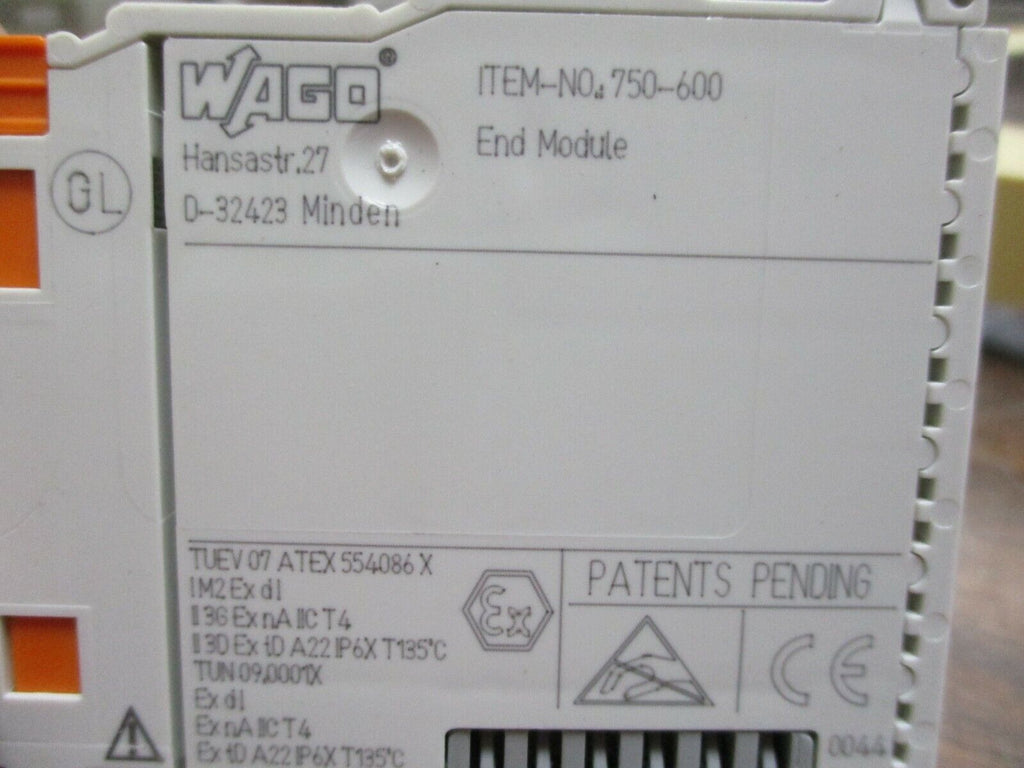 WAGO®
Hansastr.27
D-32423 Minden
ITEM-NO.:750-600
End Module
GL
TUEV 07 ATEX 554086 X
I M2 Ex d I
II 3G Ex nA IIC T4
II 3D Ex tD A22 IP6X T135°C
TUN 09.0001X
Ex d I
Ex nA IIC T4
Ex tD A22 IP6X T135°C
Ex
PATENTS PENDING
CE
0044